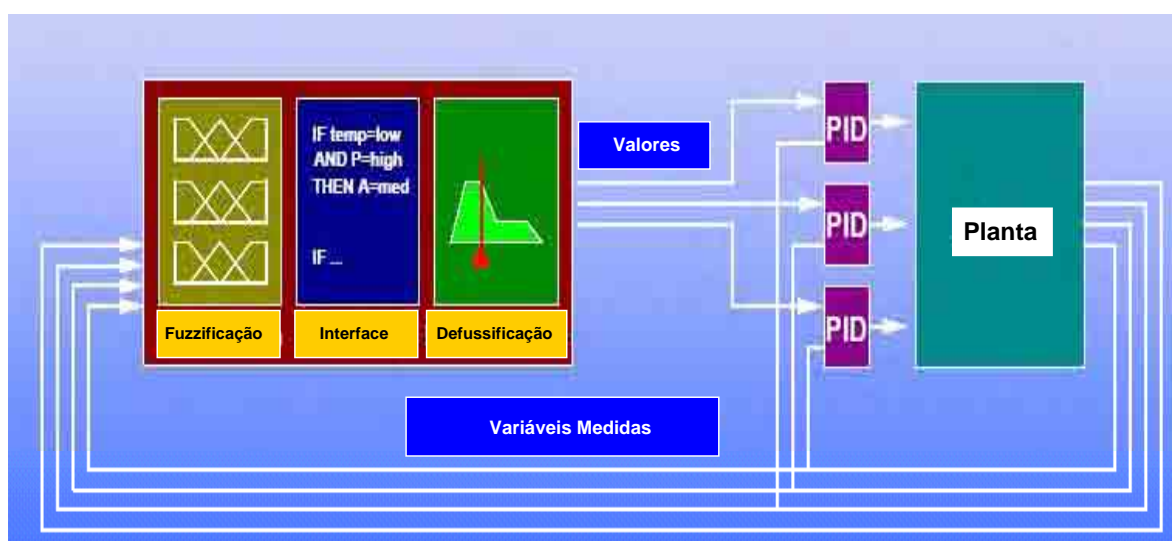 IF temp=low
AND P=high
THEN A=med
IF ...
Fuzzificação
Interface
Defussificação
Valores
PID
PID
PID
Planta
Variáveis Medidas